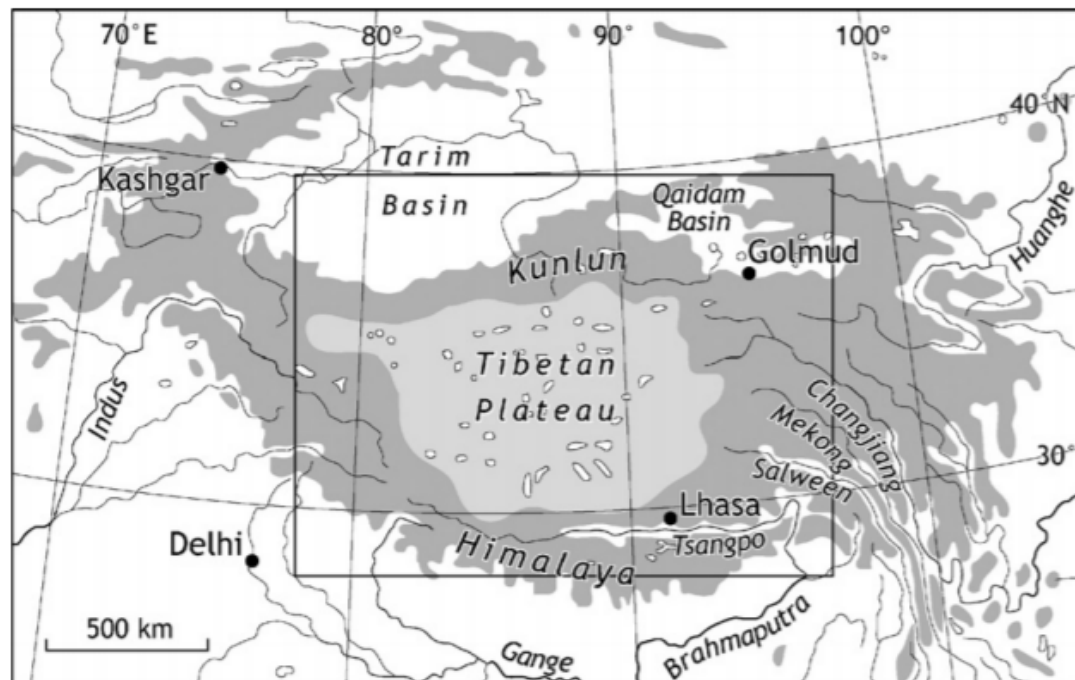 70°E
80°
90°
100°
40°N
Kashgar
Tarim
Basin
Qaidam
Basin
Golmud
Huanghe
Kunlun
Tibetan
Plateau
Indus
Changjiang
Mekong
Salween
30°
Lhasa
Tsangpo
Delhi
Himalaya
500 km
Gange
Brahmaputra